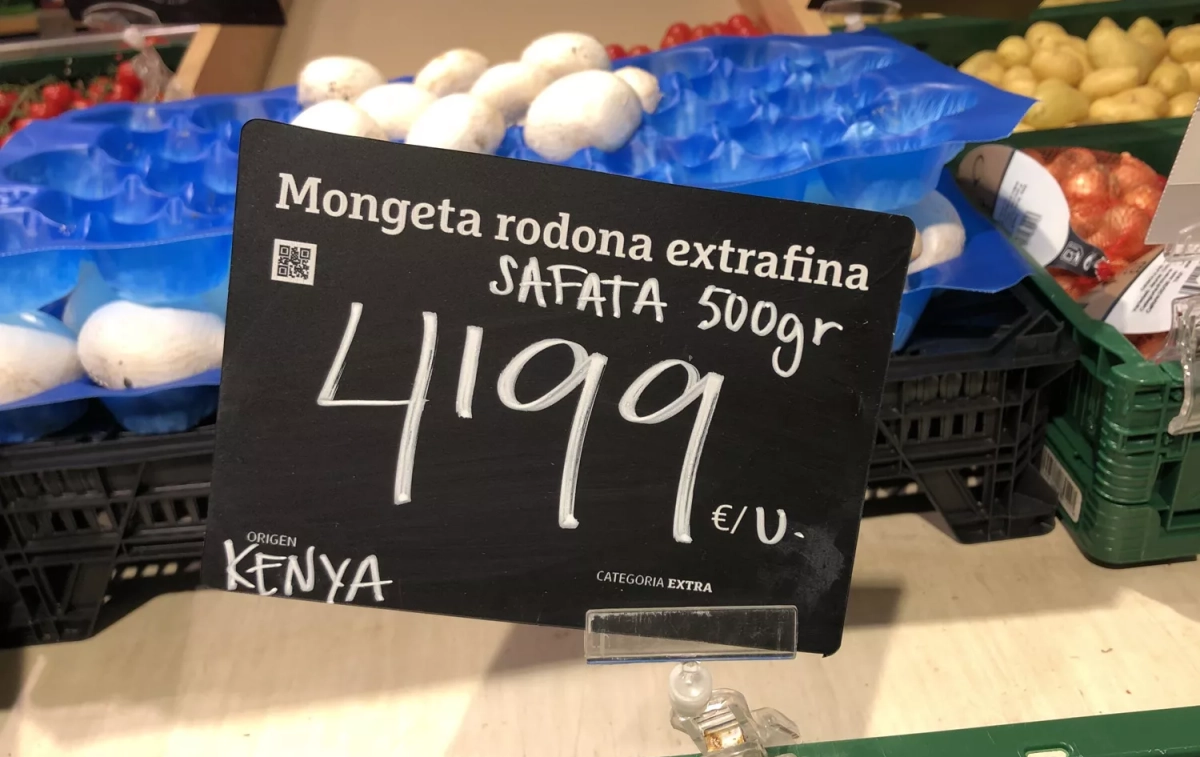 Mongeta rodona extrafina
SAFATA 500gr
4'99
€/U.
ORIGEN
KENYA
CATEGORIA EXTRA